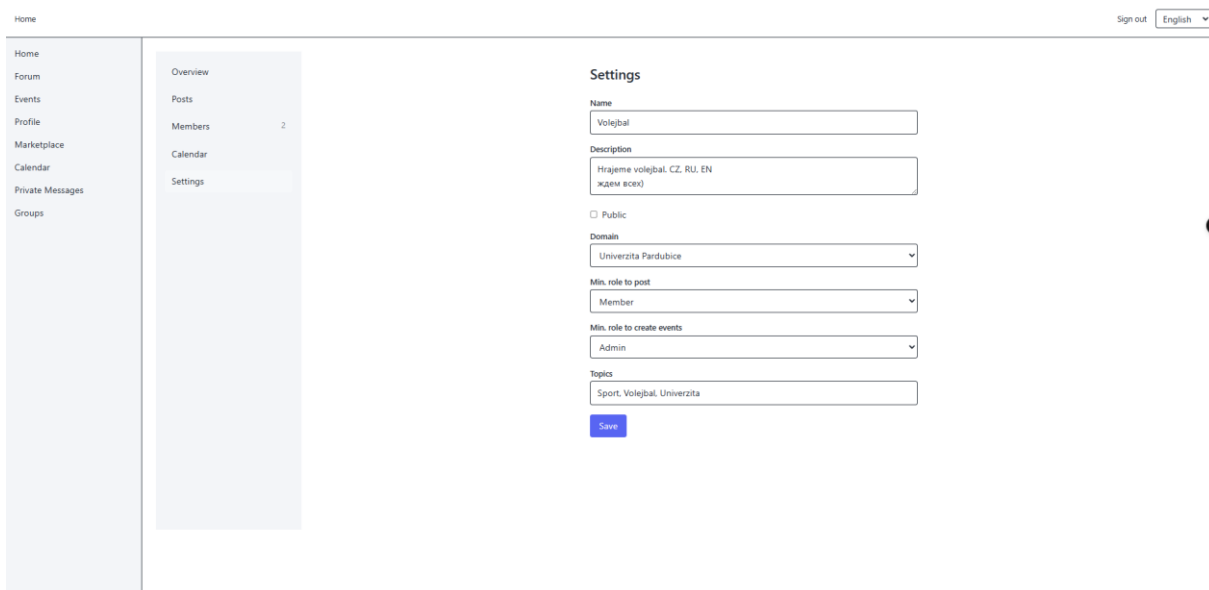 Home
Sign out
English
Home
Forum
Events
Profile
Marketplace
Calendar
Private Messages
Groups
Overview
Posts
Members 2
Calendar
Settings
Settings
Name
Volejbal
Description
Hrajeme volejbal. CZ, RU, EN
ждем всех)
Public
Domain
Univerzita Pardubice
Min. role to post
Member
Min. role to create events
Admin
Topics
Sport, Volejbal, Univerzita
Save